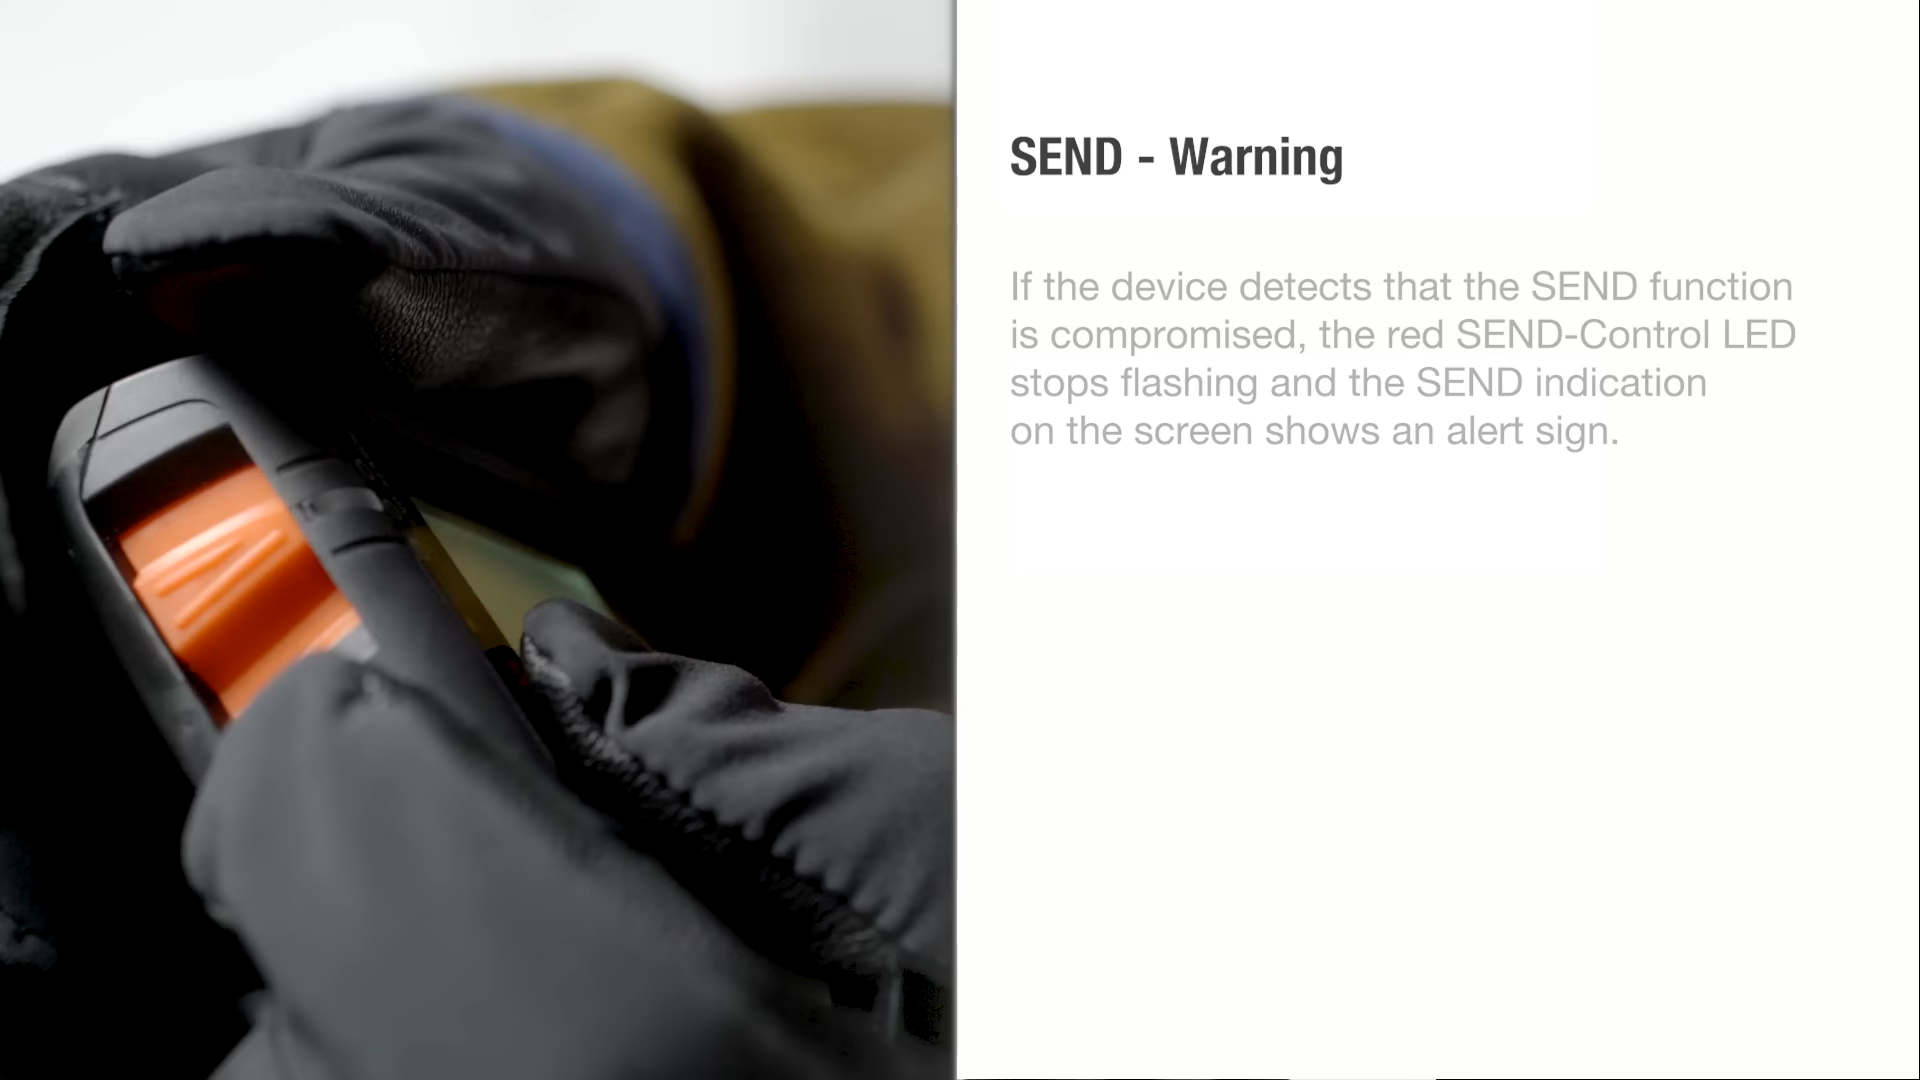 SEND - Warning
If the device detects that the SEND function
is compromised, the red SEND-Control LED
stops flashing and the SEND indication
on the screen shows an alert sign.